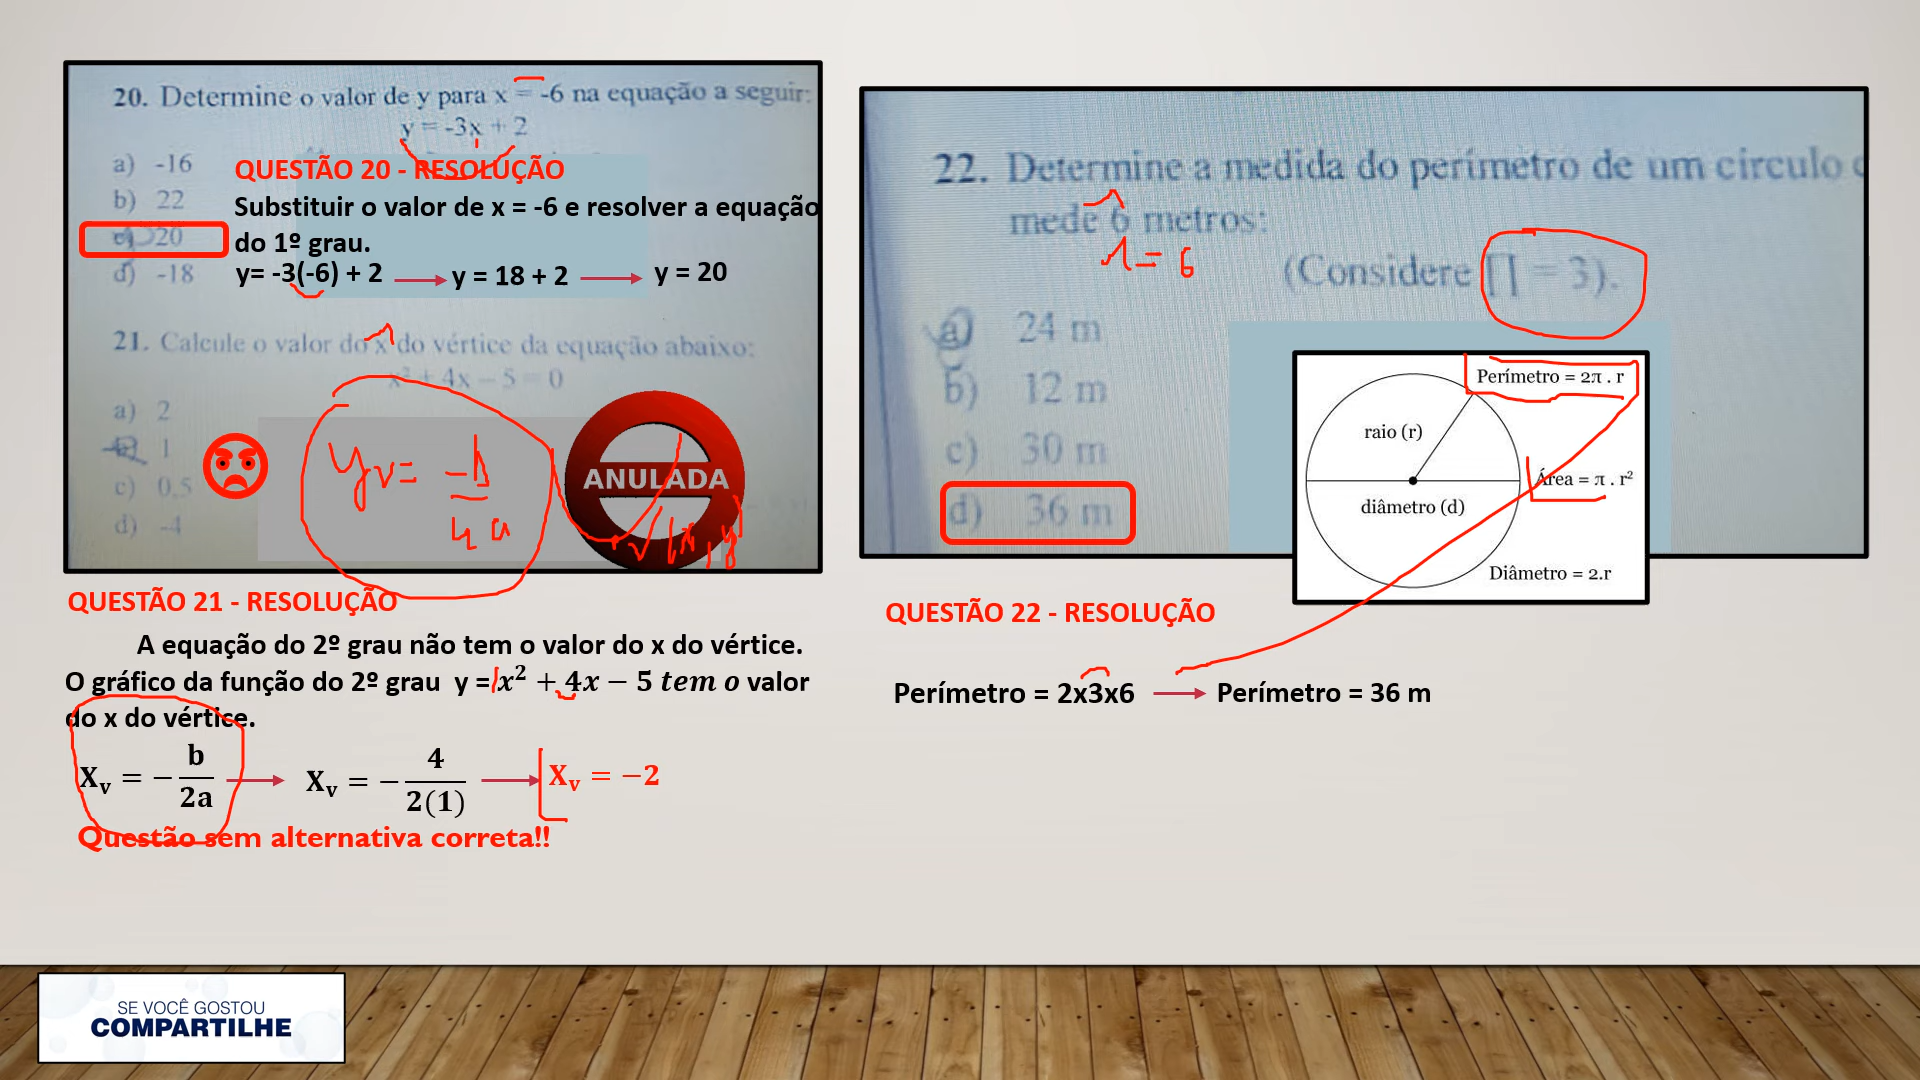 20. Determine o valor de y para x = -6 na equação a seguir:
y = -3x + 2
a) -16
b) 22
c) 20
d) -18
QUESTÃO 20 - RESOLUÇÃO
Substituir o valor de x = -6 e resolver a equação
do 1º grau.
y= -3(-6) + 2 → y = 18 + 2 → y = 20
21. Calcule o valor do x do vértice da equação abaixo:
x² + 4x – 5 = 0
a) 2
b) 1
c) 0,5
d) -4
yv = -b
4a
ANULADA
V (x, y)
QUESTÃO 21 - RESOLUÇÃO
A equação do 2º grau não tem o valor do x do vértice.
O gráfico da função do 2º grau y = x² + 4x − 5 tem o valor
do x do vértice.
Xv = − b/2a → Xv = − 4/2(1) → Xv = −2
Questão sem alternativa correta!!
22. Determine a medida do perímetro de um círculo
mede 6 metros:
r = 6
(Considere ∏ = 3).
a) 24 m
b) 12 m
c) 30 m
d) 36 m
Perímetro = 2π . r
raio (r)
Área = π . r²
diâmetro (d)
Diâmetro = 2.r
QUESTÃO 22 - RESOLUÇÃO
Perímetro = 2x3x6 → Perímetro = 36 m
SE VOCÊ GOSTOU
COMPARTILHE